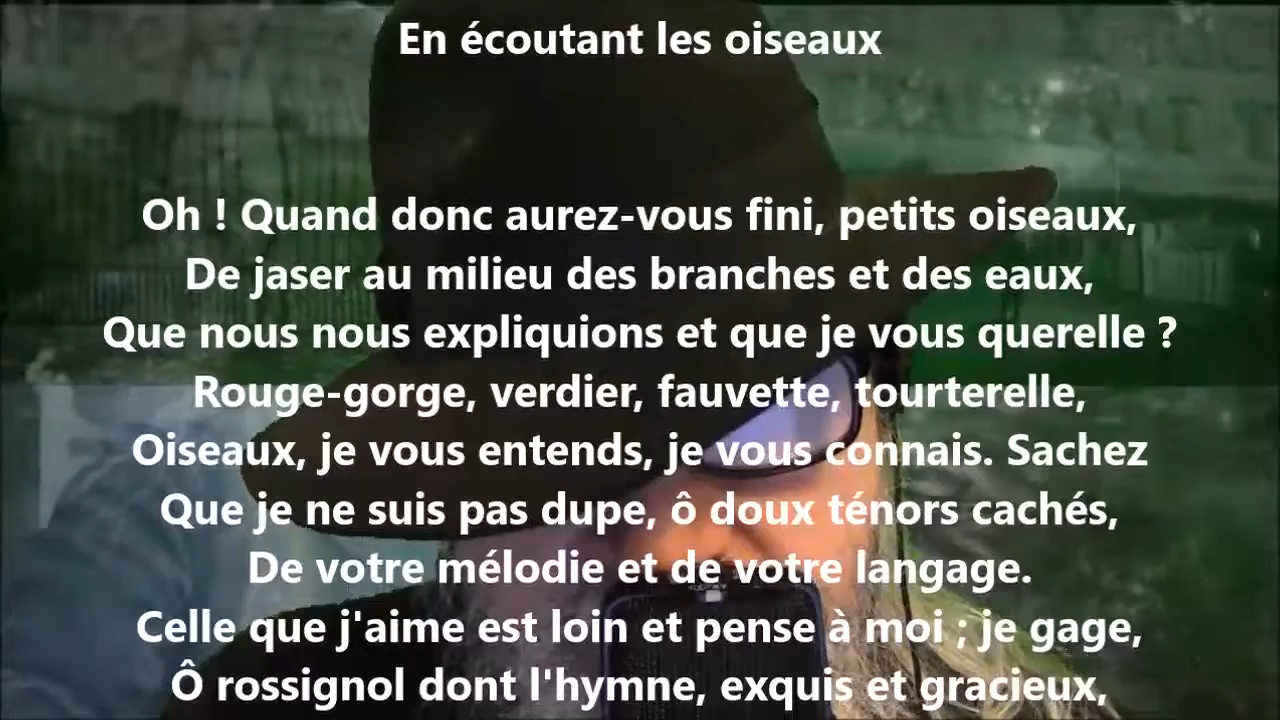 En écoutant les oiseaux
Oh ! Quand donc aurez-vous fini, petits oiseaux,
De jaser au milieu des branches et des eaux,
Que nous nous expliquions et que je vous querelle ?
Rouge-gorge, verdier, fauvette, tourterelle,
Oiseaux, je vous entends, je vous connais. Sachez
Que je ne suis pas dupe, ô doux ténors cachés,
De votre mélodie et de votre langage.
Celle que j'aime est loin et pense à moi ; je gage,
Ô rossignol dont l'hymne, exquis et gracieux,